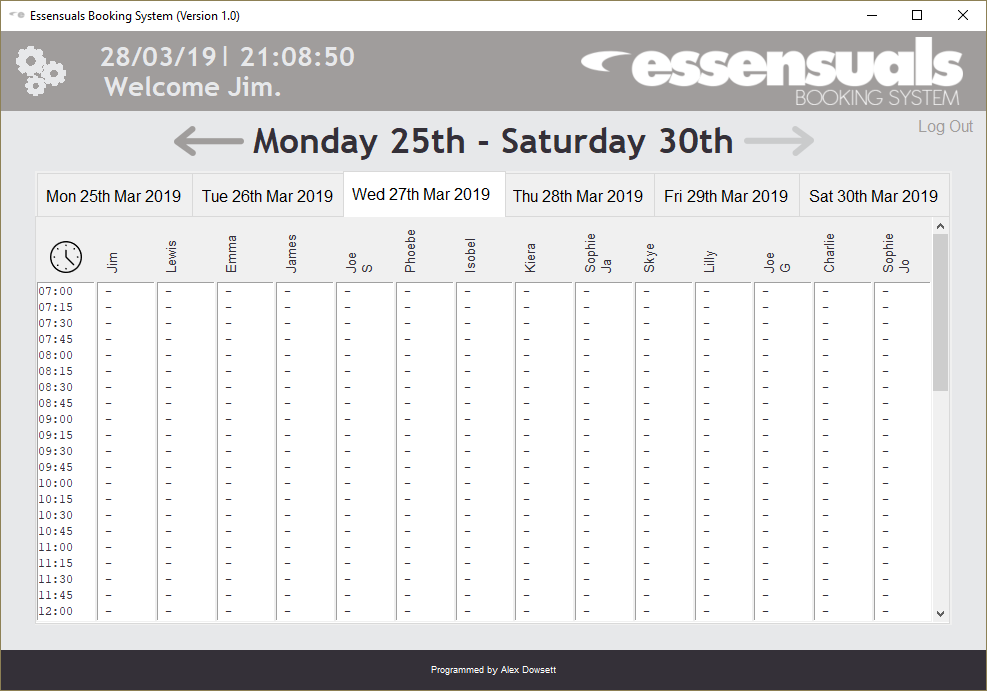 Essensuals Booking System (Version 1.0)
28/03/19| 21:08:50
Welcome Jim.
essensuals
BOOKING SYSTEM
Log Out
Monday 25th - Saturday 30th
Mon 25th Mar 2019 Tue 26th Mar 2019 Wed 27th Mar 2019 Thu 28th Mar 2019 Fri 29th Mar 2019 Sat 30th Mar 2019
Jim Lewis Emma James Joe S Phoebe Isobel Kiera Sophie Ja Skye Lilly Joe G Charlie Sophie Jo
07:00 - - - - - - - - - - - - - -
07:15 - - - - - - - - - - - - - -
07:30 - - - - - - - - - - - - - -
07:45 - - - - - - - - - - - - - -
08:00 - - - - - - - - - - - - - -
08:15 - - - - - - - - - - - - - -
08:30 - - - - - - - - - - - - - -
08:45 - - - - - - - - - - - - - -
09:00 - - - - - - - - - - - - - -
09:15 - - - - - - - - - - - - - -
09:30 - - - - - - - - - - - - - -
09:45 - - - - - - - - - - - - - -
10:00 - - - - - - - - - - - - - -
10:15 - - - - - - - - - - - - - -
10:30 - - - - - - - - - - - - - -
10:45 - - - - - - - - - - - - - -
11:00 - - - - - - - - - - - - - -
11:15 - - - - - - - - - - - - - -
11:30 - - - - - - - - - - - - - -
11:45 - - - - - - - - - - - - - -
12:00 - - - - - - - - - - - - - -
Programmed by Alex Dowsett